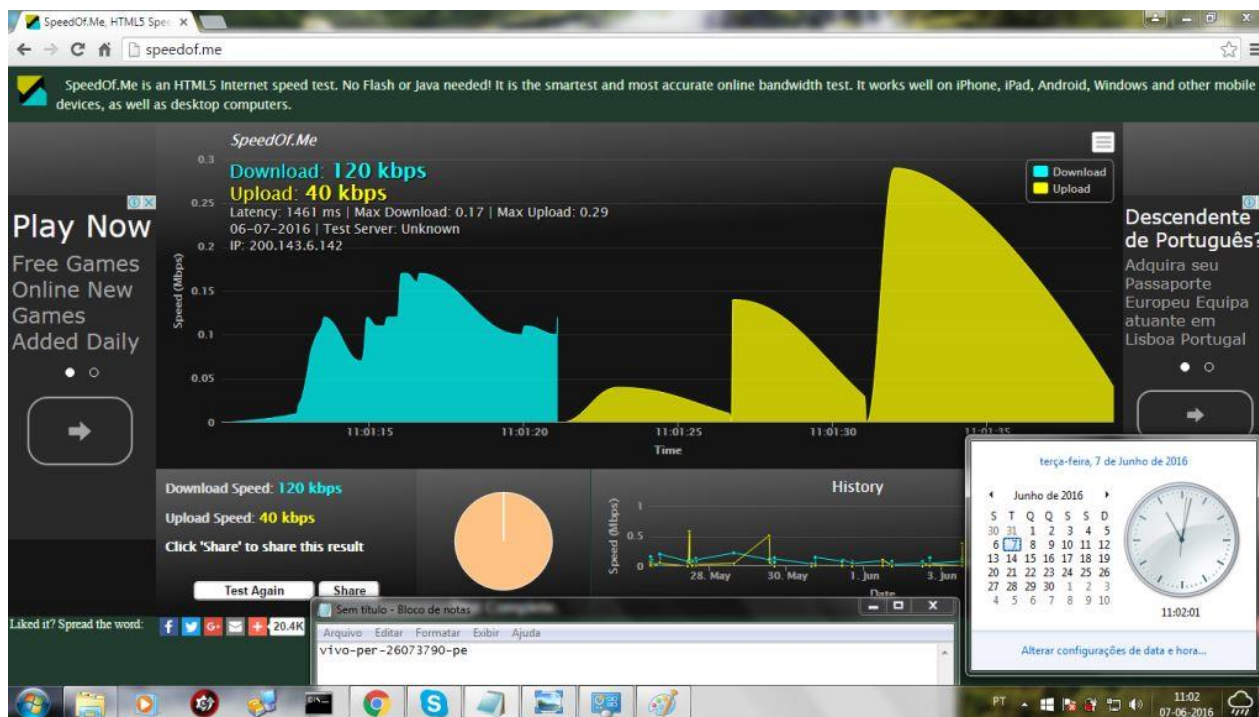 SpeedOf.Me, HTML5 Spee
speedof.me
SpeedOf.Me is an HTML5 Internet speed test. No Flash or Java needed! It is the smartest and most accurate online bandwidth test. It works well on iPhone, iPad, Android, Windows and other mobile
devices, as well as desktop computers.
SpeedOf.Me
Download: 120 kbps
Upload: 40 kbps
Latency: 1461 ms | Max Download: 0.17 | Max Upload: 0.29
06-07-2016 | Test Server: Unknown
IP: 200.143.6.142
Download
Upload
Speed (Mbps)
0.3
0.25
0.2
0.15
0.1
0.05
0
11:01:15 11:01:20 11:01:25 11:01:30 11:01:35
Time
Play Now
Free Games
Online New
Games
Added Daily
Descendente
de Português?
Adquira seu
Passaporte
Europeu Equipa
atuante em
Lisboa Portugal
Download Speed: 120 kbps
Upload Speed: 40 kbps
Click 'Share' to share this result
Test Again Share
History
Speed (Mbps)
1
0.5
0
28. May 30. May 1. Jun 3. Jun
Date
Liked it? Spread the word:
20.4K
Sem título - Bloco de notas
Arquivo Editar Formatar Exibir Ajuda
vivo-per-26073790-pe
terça-feira, 7 de Junho de 2016
Junho de 2016
S T Q Q S S D
30 31 1 2 3 4 5
6 7 8 9 10 11 12
13 14 15 16 17 18 19
20 21 22 23 24 25 26
27 28 29 30 1 2 3
4 5 6 7 8 9 10
11:02:01
Alterar configurações de data e hora...
PT
11:02
07-06-2016